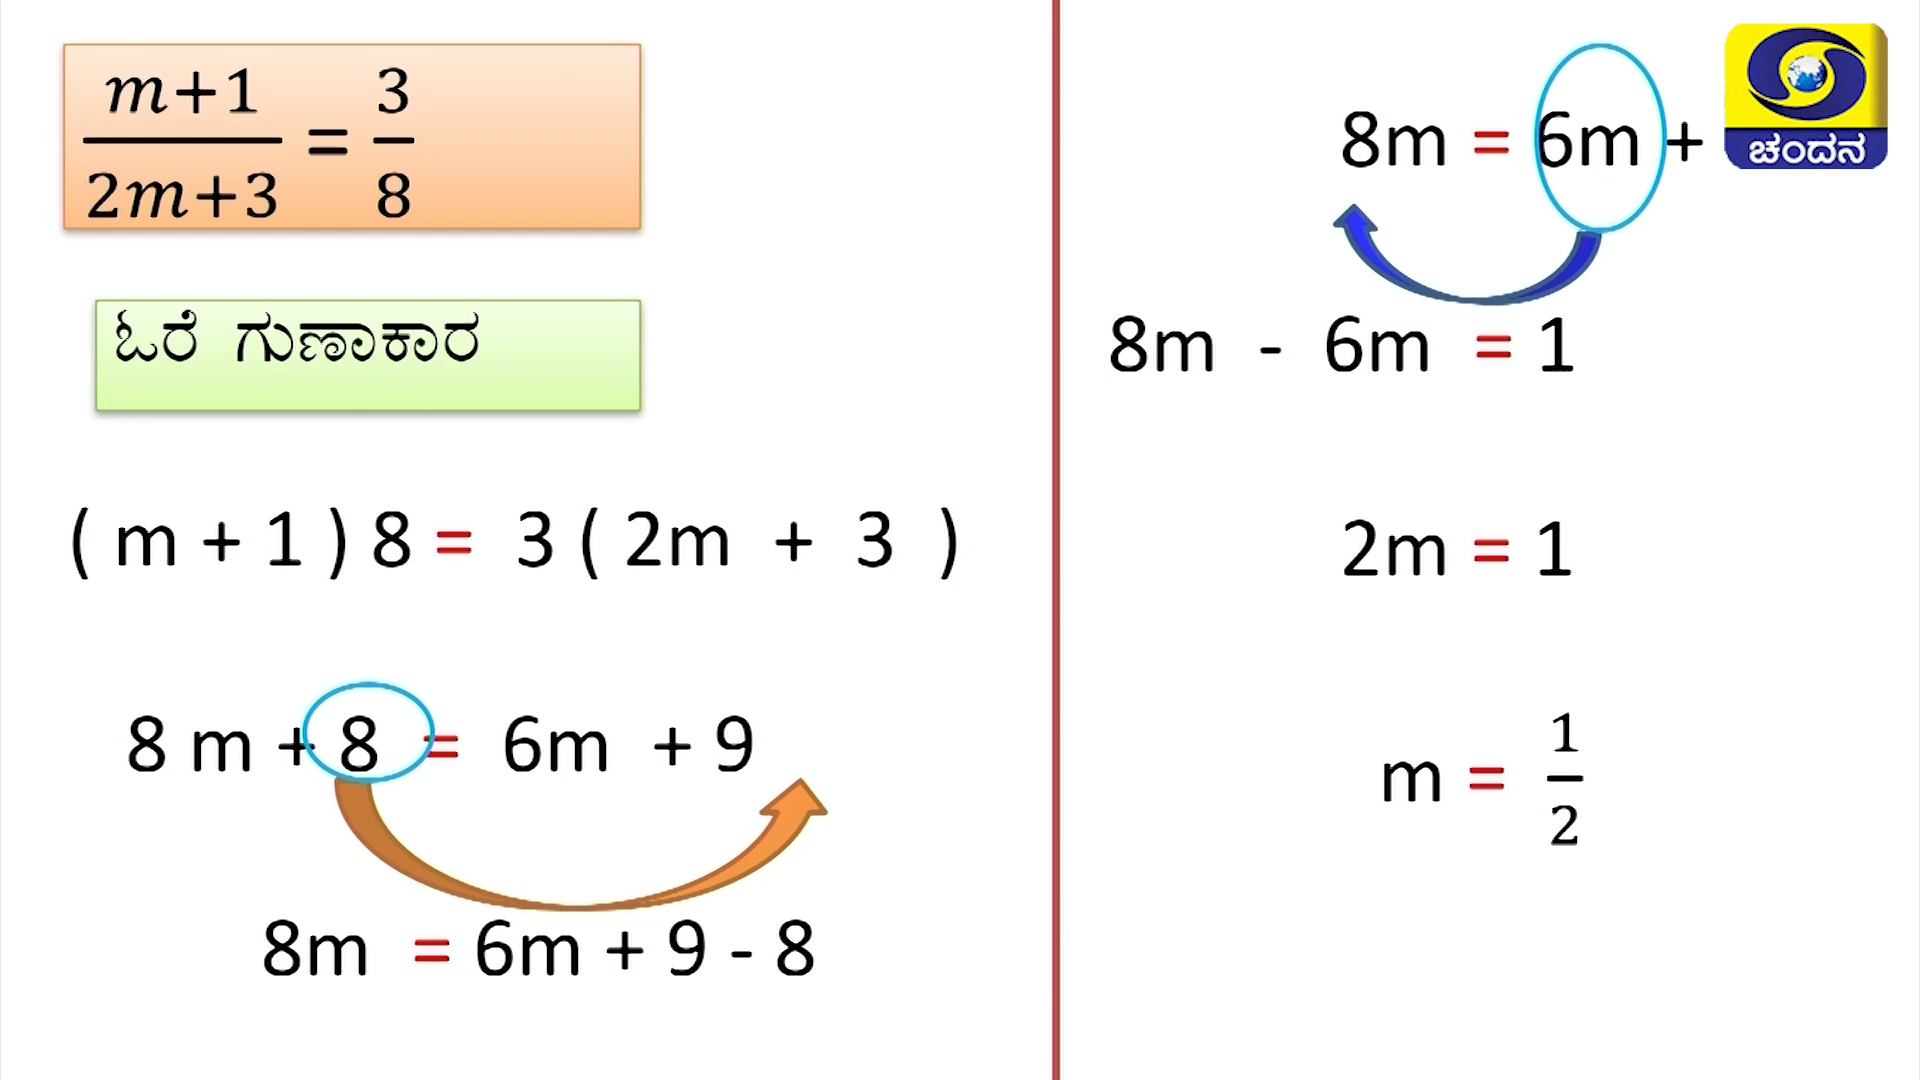 m+1 / 2m+3 = 3 / 8
ಓರೆ ಗುಣಾಕಾರ
( m + 1 ) 8 = 3 ( 2m + 3 )
8 m + 8 = 6m + 9
8m = 6m + 9 - 8
8m = 6m +
ಚಂದನ
8m - 6m = 1
2m = 1
m = 1 / 2